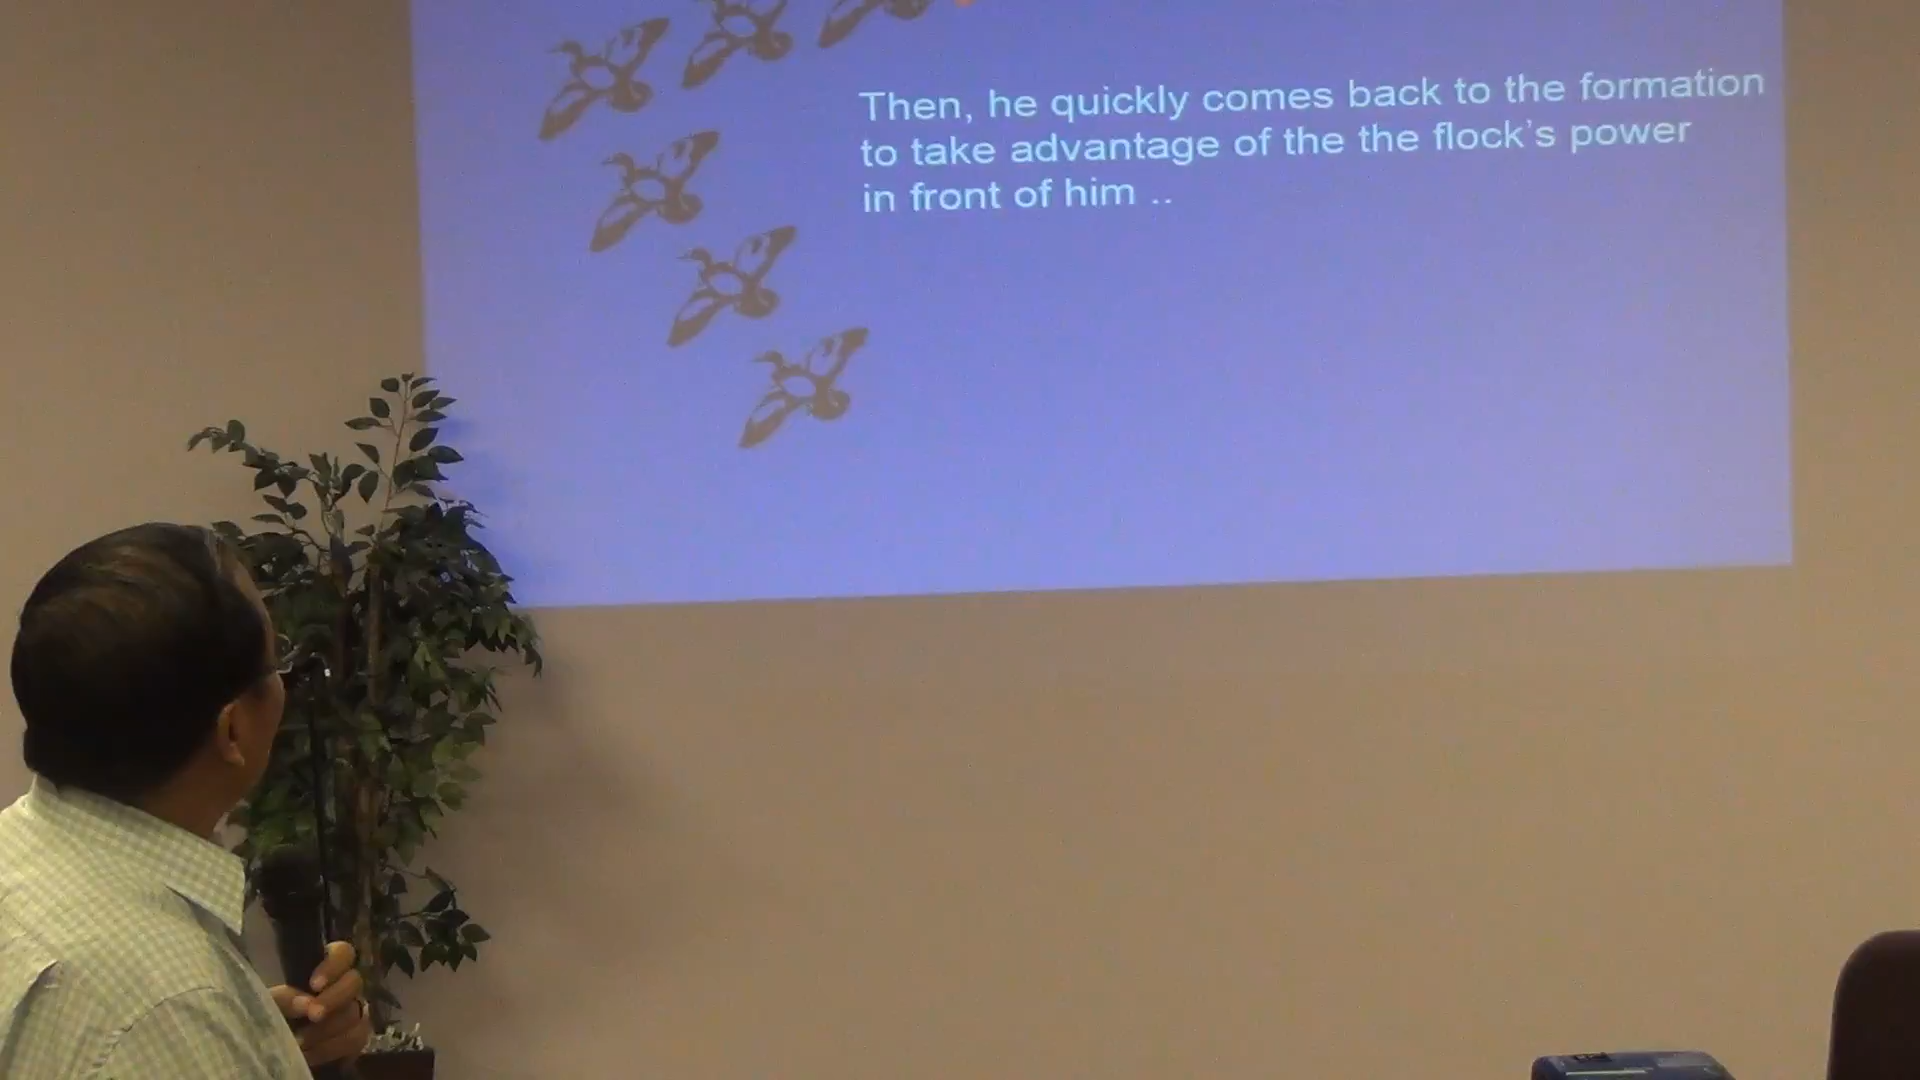 Then, he quickly comes back to the formation
to take advantage of the the flock's power
in front of him ..